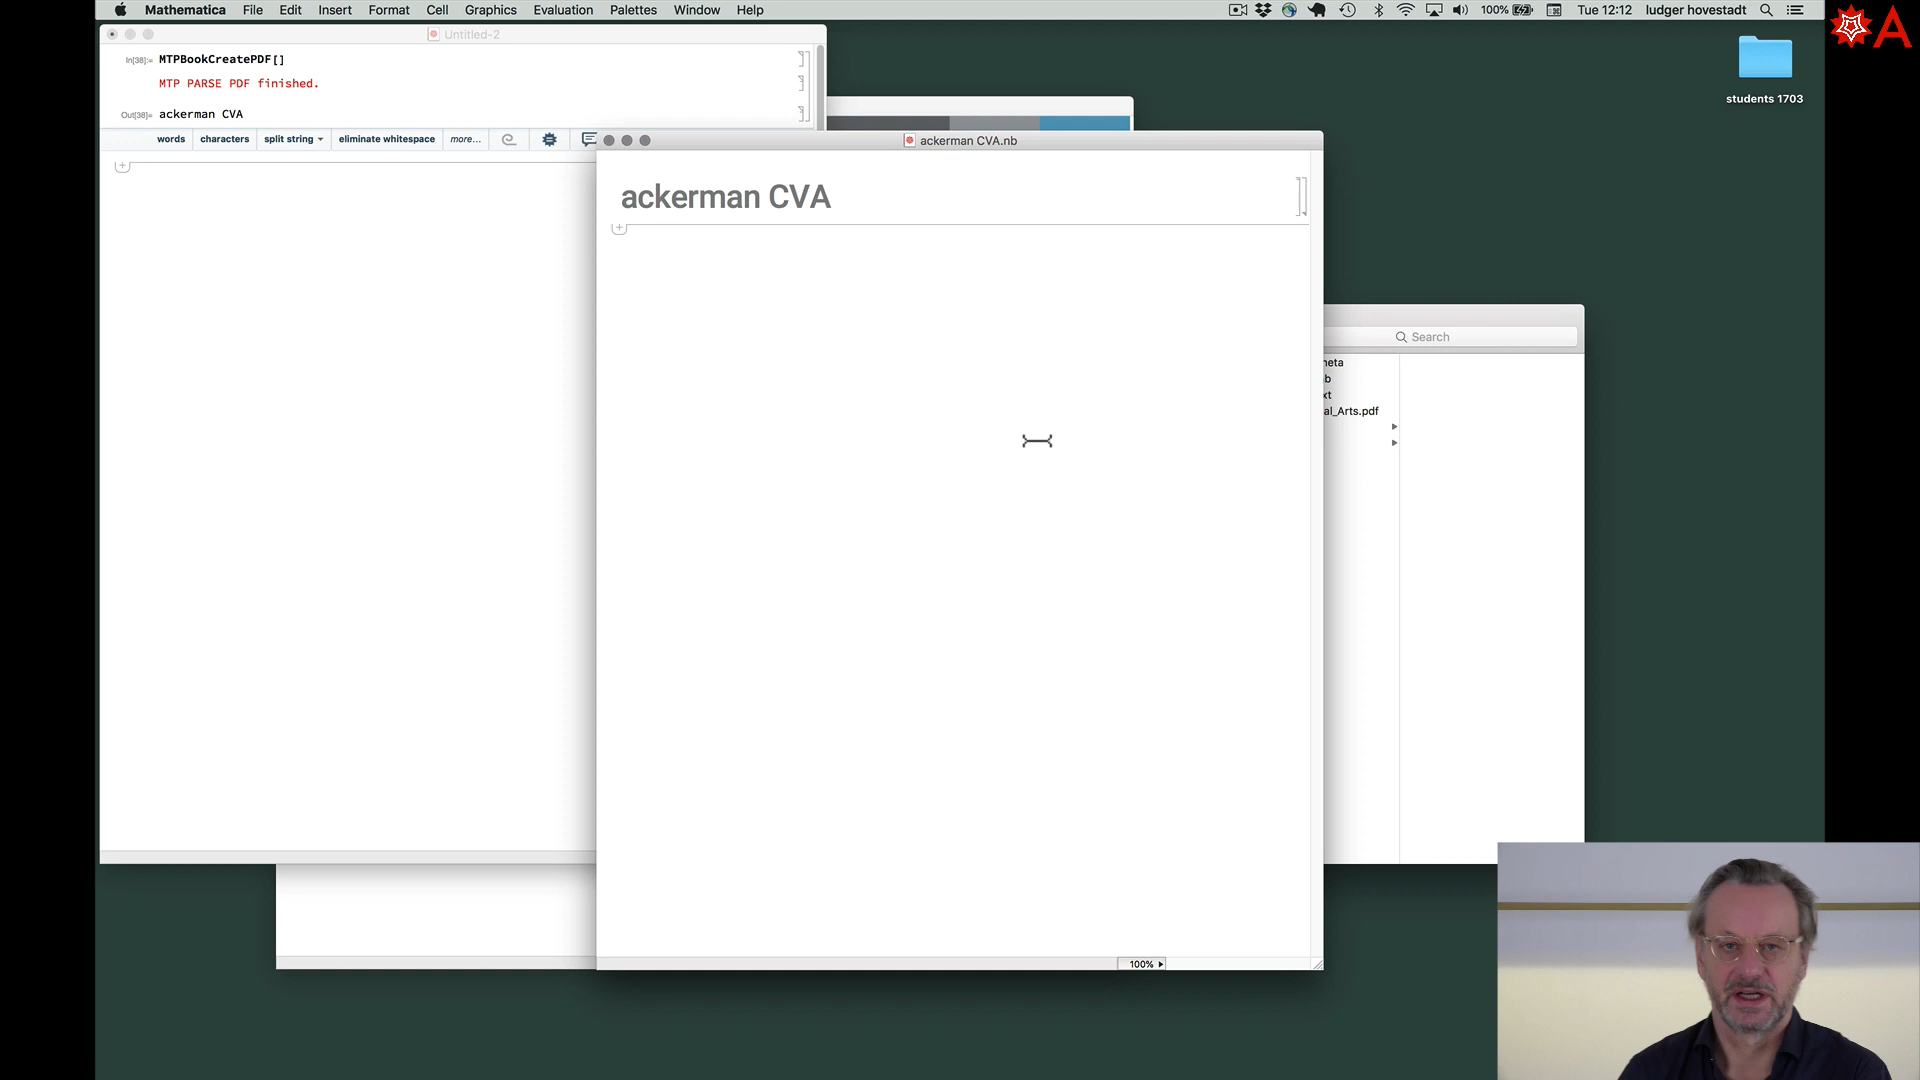 Mathematica File Edit Insert Format Cell Graphics Evaluation Palettes Window Help 100% Tue 12:12 ludger hovestadt
A
Untitled-2
In[38]:= MTPBookCreatePDF[]
MTP PARSE PDF finished.
Out[38]= ackerman CVA
words characters split string eliminate whitespace more...
students 1703
ackerman CVA.nb
ackerman CVA
Search
neta
b
xt
al_Arts.pdf
100%